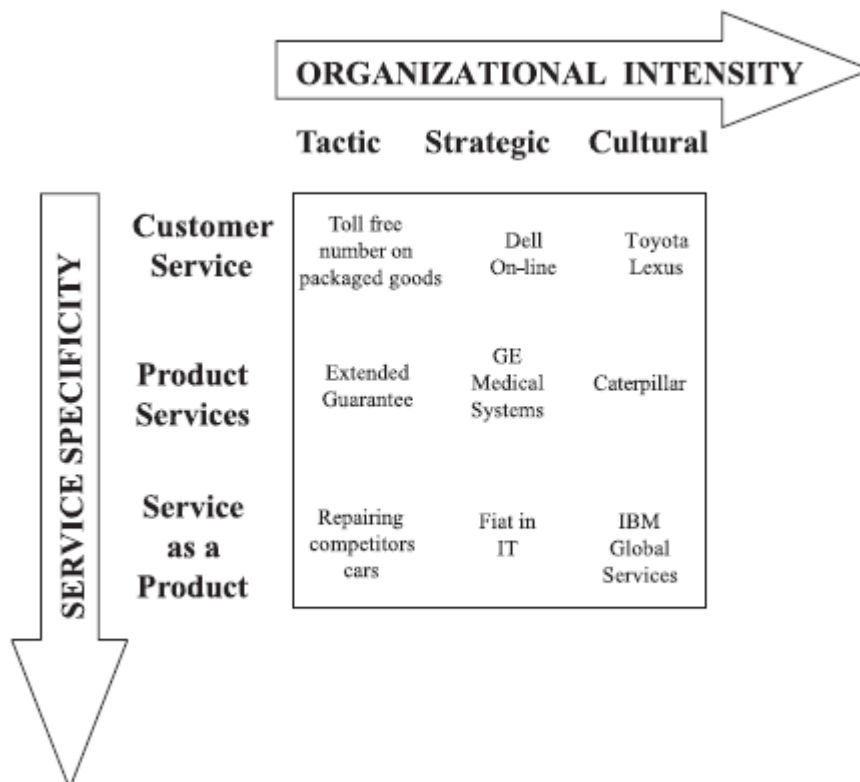 ORGANIZATIONAL INTENSITY
Tactic Strategic Cultural
SERVICE SPECIFICITY
Customer
Service
Toll free
number on
packaged goods
Dell
On-line
Toyota
Lexus
Product
Services
Extended
Guarantee
GE
Medical
Systems
Caterpillar
Service
as a
Product
Repairing
competitors
cars
Fiat in
IT
IBM
Global
Services